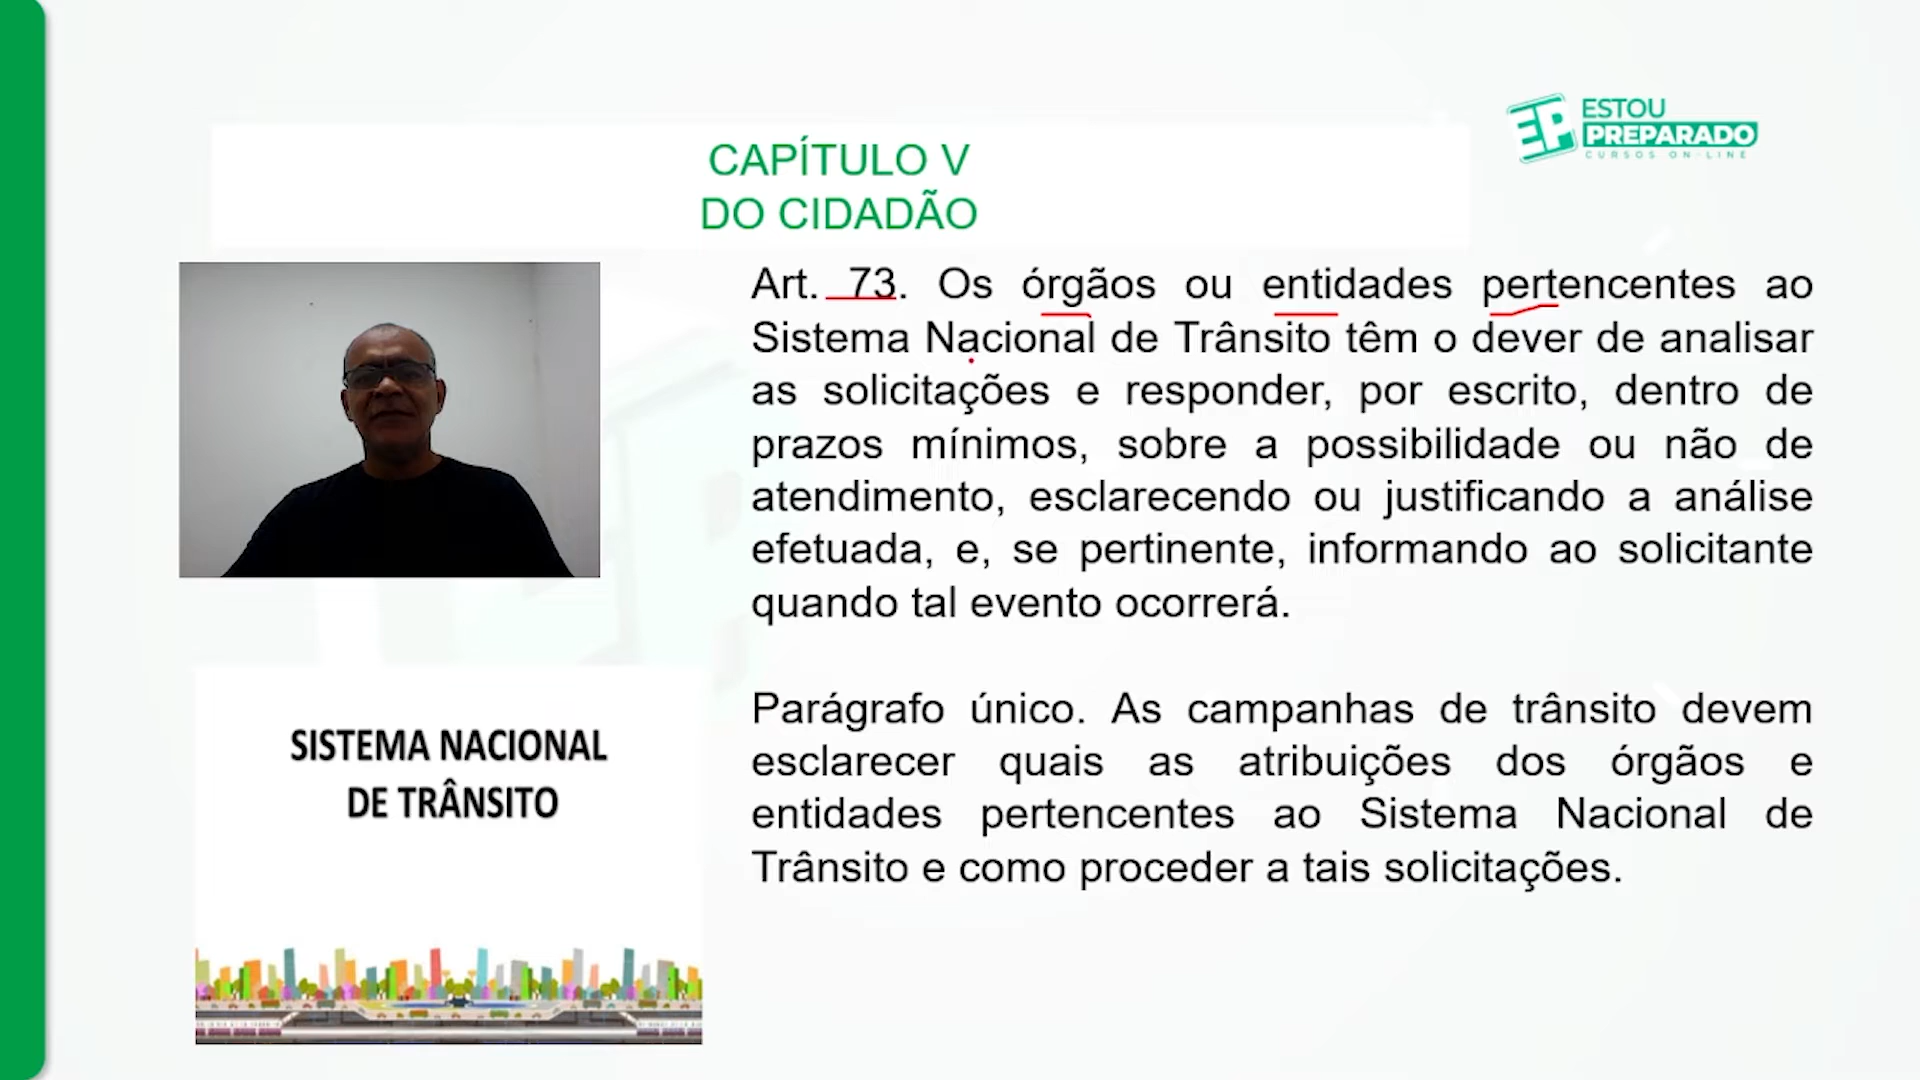 ESTOU
EP PREPARADO
CURSOS ON-LINE
CAPÍTULO V
DO CIDADÃO
Art. 73. Os órgãos ou entidades pertencentes ao
Sistema Nacional de Trânsito têm o dever de analisar
as solicitações e responder, por escrito, dentro de
prazos mínimos, sobre a possibilidade ou não de
atendimento, esclarecendo ou justificando a análise
efetuada, e, se pertinente, informando ao solicitante
quando tal evento ocorrerá.
Parágrafo único. As campanhas de trânsito devem
esclarecer quais as atribuições dos órgãos e
entidades pertencentes ao Sistema Nacional de
Trânsito e como proceder a tais solicitações.
SISTEMA NACIONAL
DE TRÂNSITO